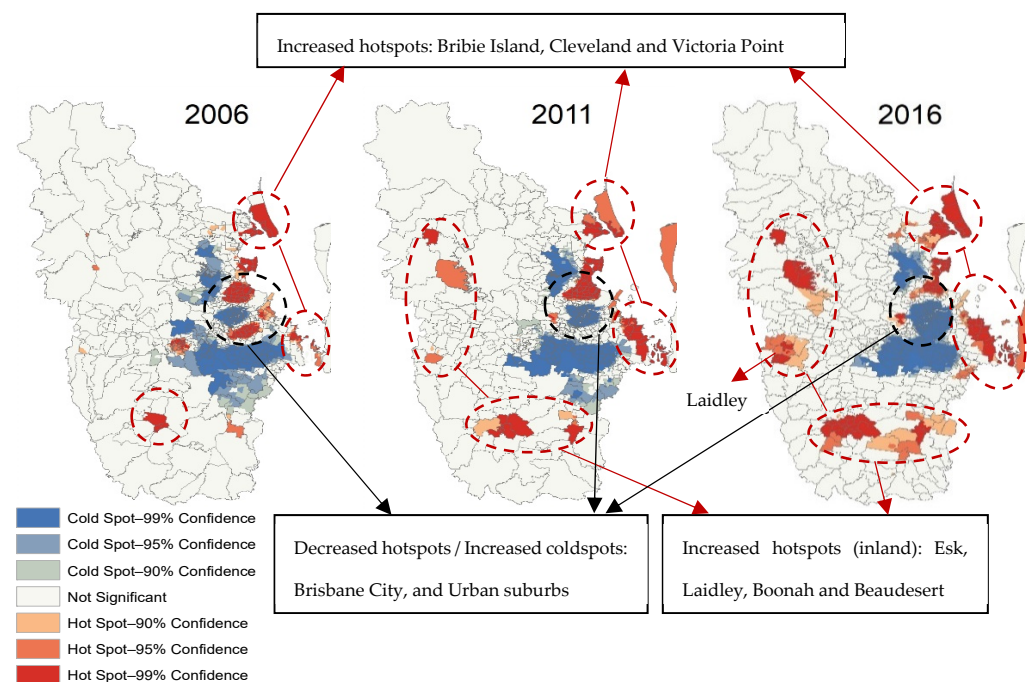 Increased hotspots: Bribie Island, Cleveland and Victoria Point
2006
2011
2016
Laidley
Cold Spot–99% Confidence
Cold Spot–95% Confidence
Cold Spot–90% Confidence
Not Significant
Hot Spot–90% Confidence
Hot Spot–95% Confidence
Hot Spot–99% Confidence
Decreased hotspots / Increased coldspots:
Brisbane City, and Urban suburbs
Increased hotspots (inland): Esk,
Laidley, Boonah and Beaudesert